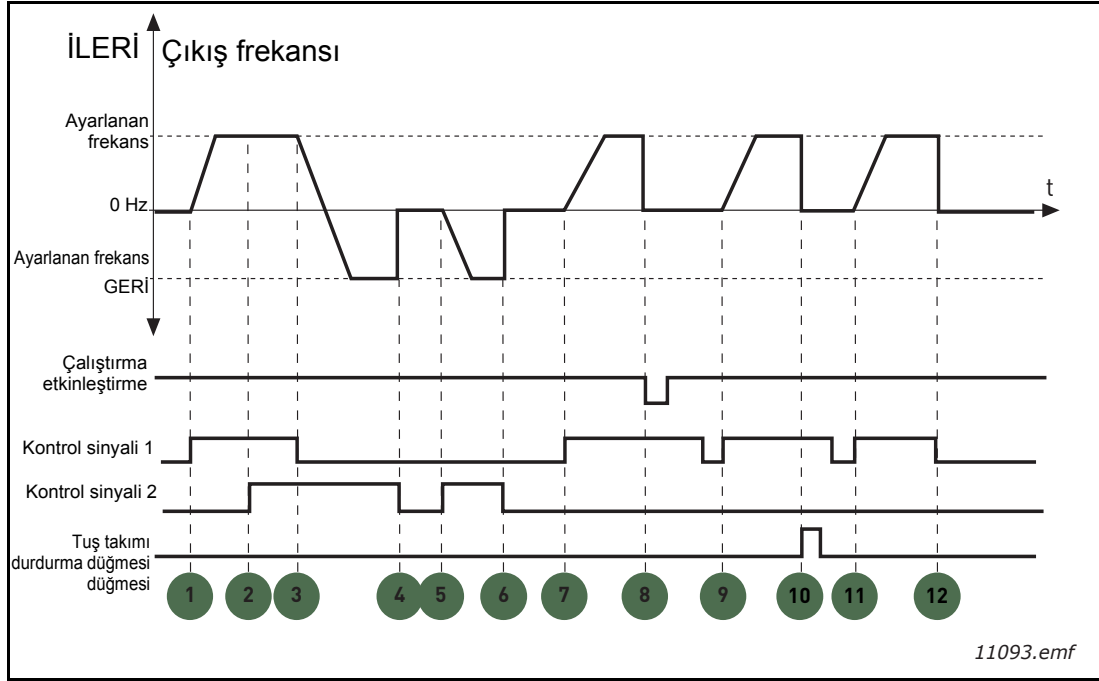 İLERİ
Çıkış frekansı
Ayarlanan
frekans
0 Hz
t
Ayarlanan frekans
GERİ
Çalıştırma
etkinleştirme
Kontrol sinyali 1
Kontrol sinyali 2
Tuş takımı
durdurma düğmesi
düğmesi
1 2 3 4 5 6 7 8 9 10 11 12
11093.emf